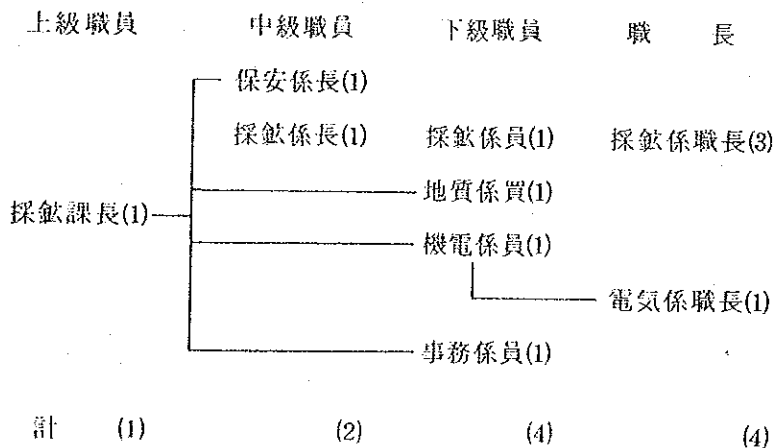 上級職員 中級職員 下級職員 職 長
保安係長(1)
採鉱係長(1) 採鉱係員(1) 採鉱係職長(3)
地質係買(1)
採鉱課長(1)
機電係員(1)
電気係職長(1)
事務係員(1)
計 (1) (2) (4) (4)